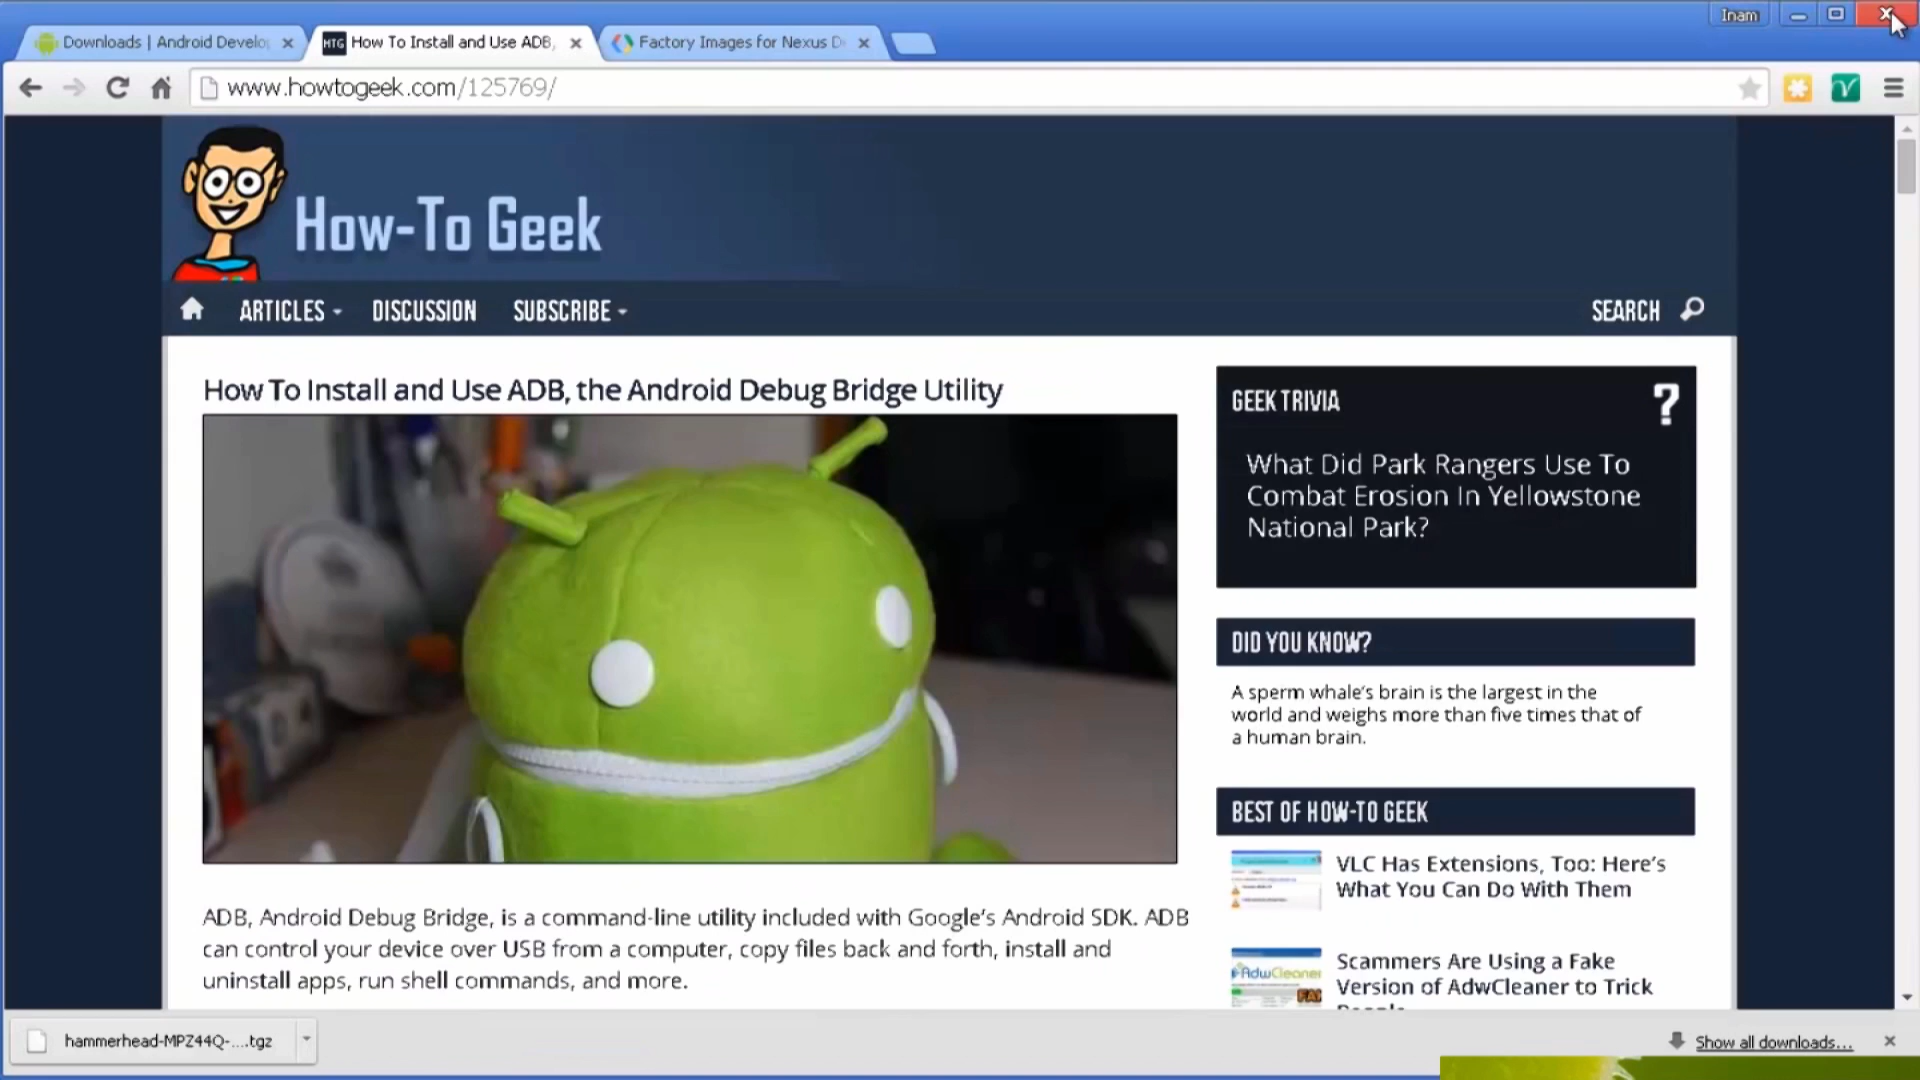 Inam
Downloads | Android Develo
HTG How To Install and Use ADB,
Factory Images for Nexus D
www.howtogeek.com/125769/
How-To Geek
ARTICLES
DISCUSSION
SUBSCRIBE
SEARCH
How To Install and Use ADB, the Android Debug Bridge Utility
ADB, Android Debug Bridge, is a command-line utility included with Google's Android SDK. ADB
can control your device over USB from a computer, copy files back and forth, install and
uninstall apps, run shell commands, and more.
GEEK TRIVIA
?
What Did Park Rangers Use To
Combat Erosion In Yellowstone
National Park?
DID YOU KNOW?
A sperm whale's brain is the largest in the
world and weighs more than five times that of
a human brain.
BEST OF HOW-TO GEEK
VLC Has Extensions, Too: Here's
What You Can Do With Them
AdwCleaner
Scammers Are Using a Fake
Version of AdwCleaner to Trick
People
hammerhead-MPZ44Q-....tgz
Show all downloads...